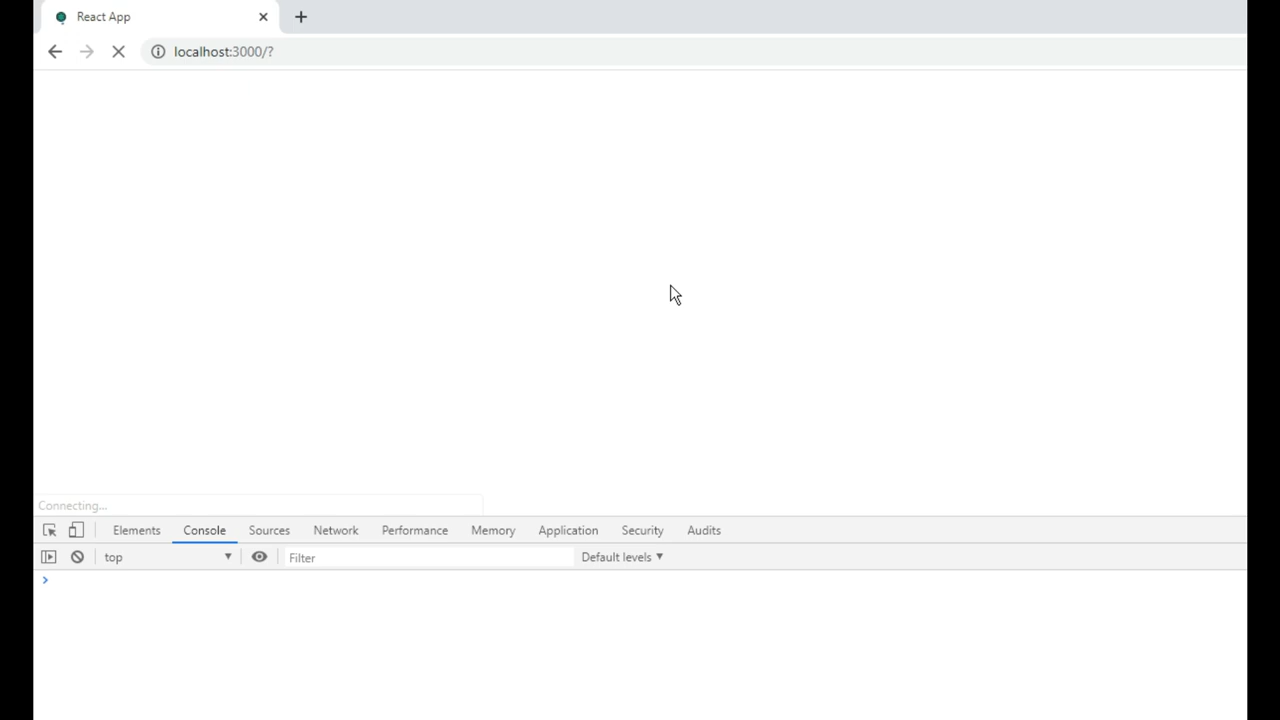 React App
localhost:3000/?
Connecting...
Elements Console Sources Network Performance Memory Application Security Audits
top Filter Default levels